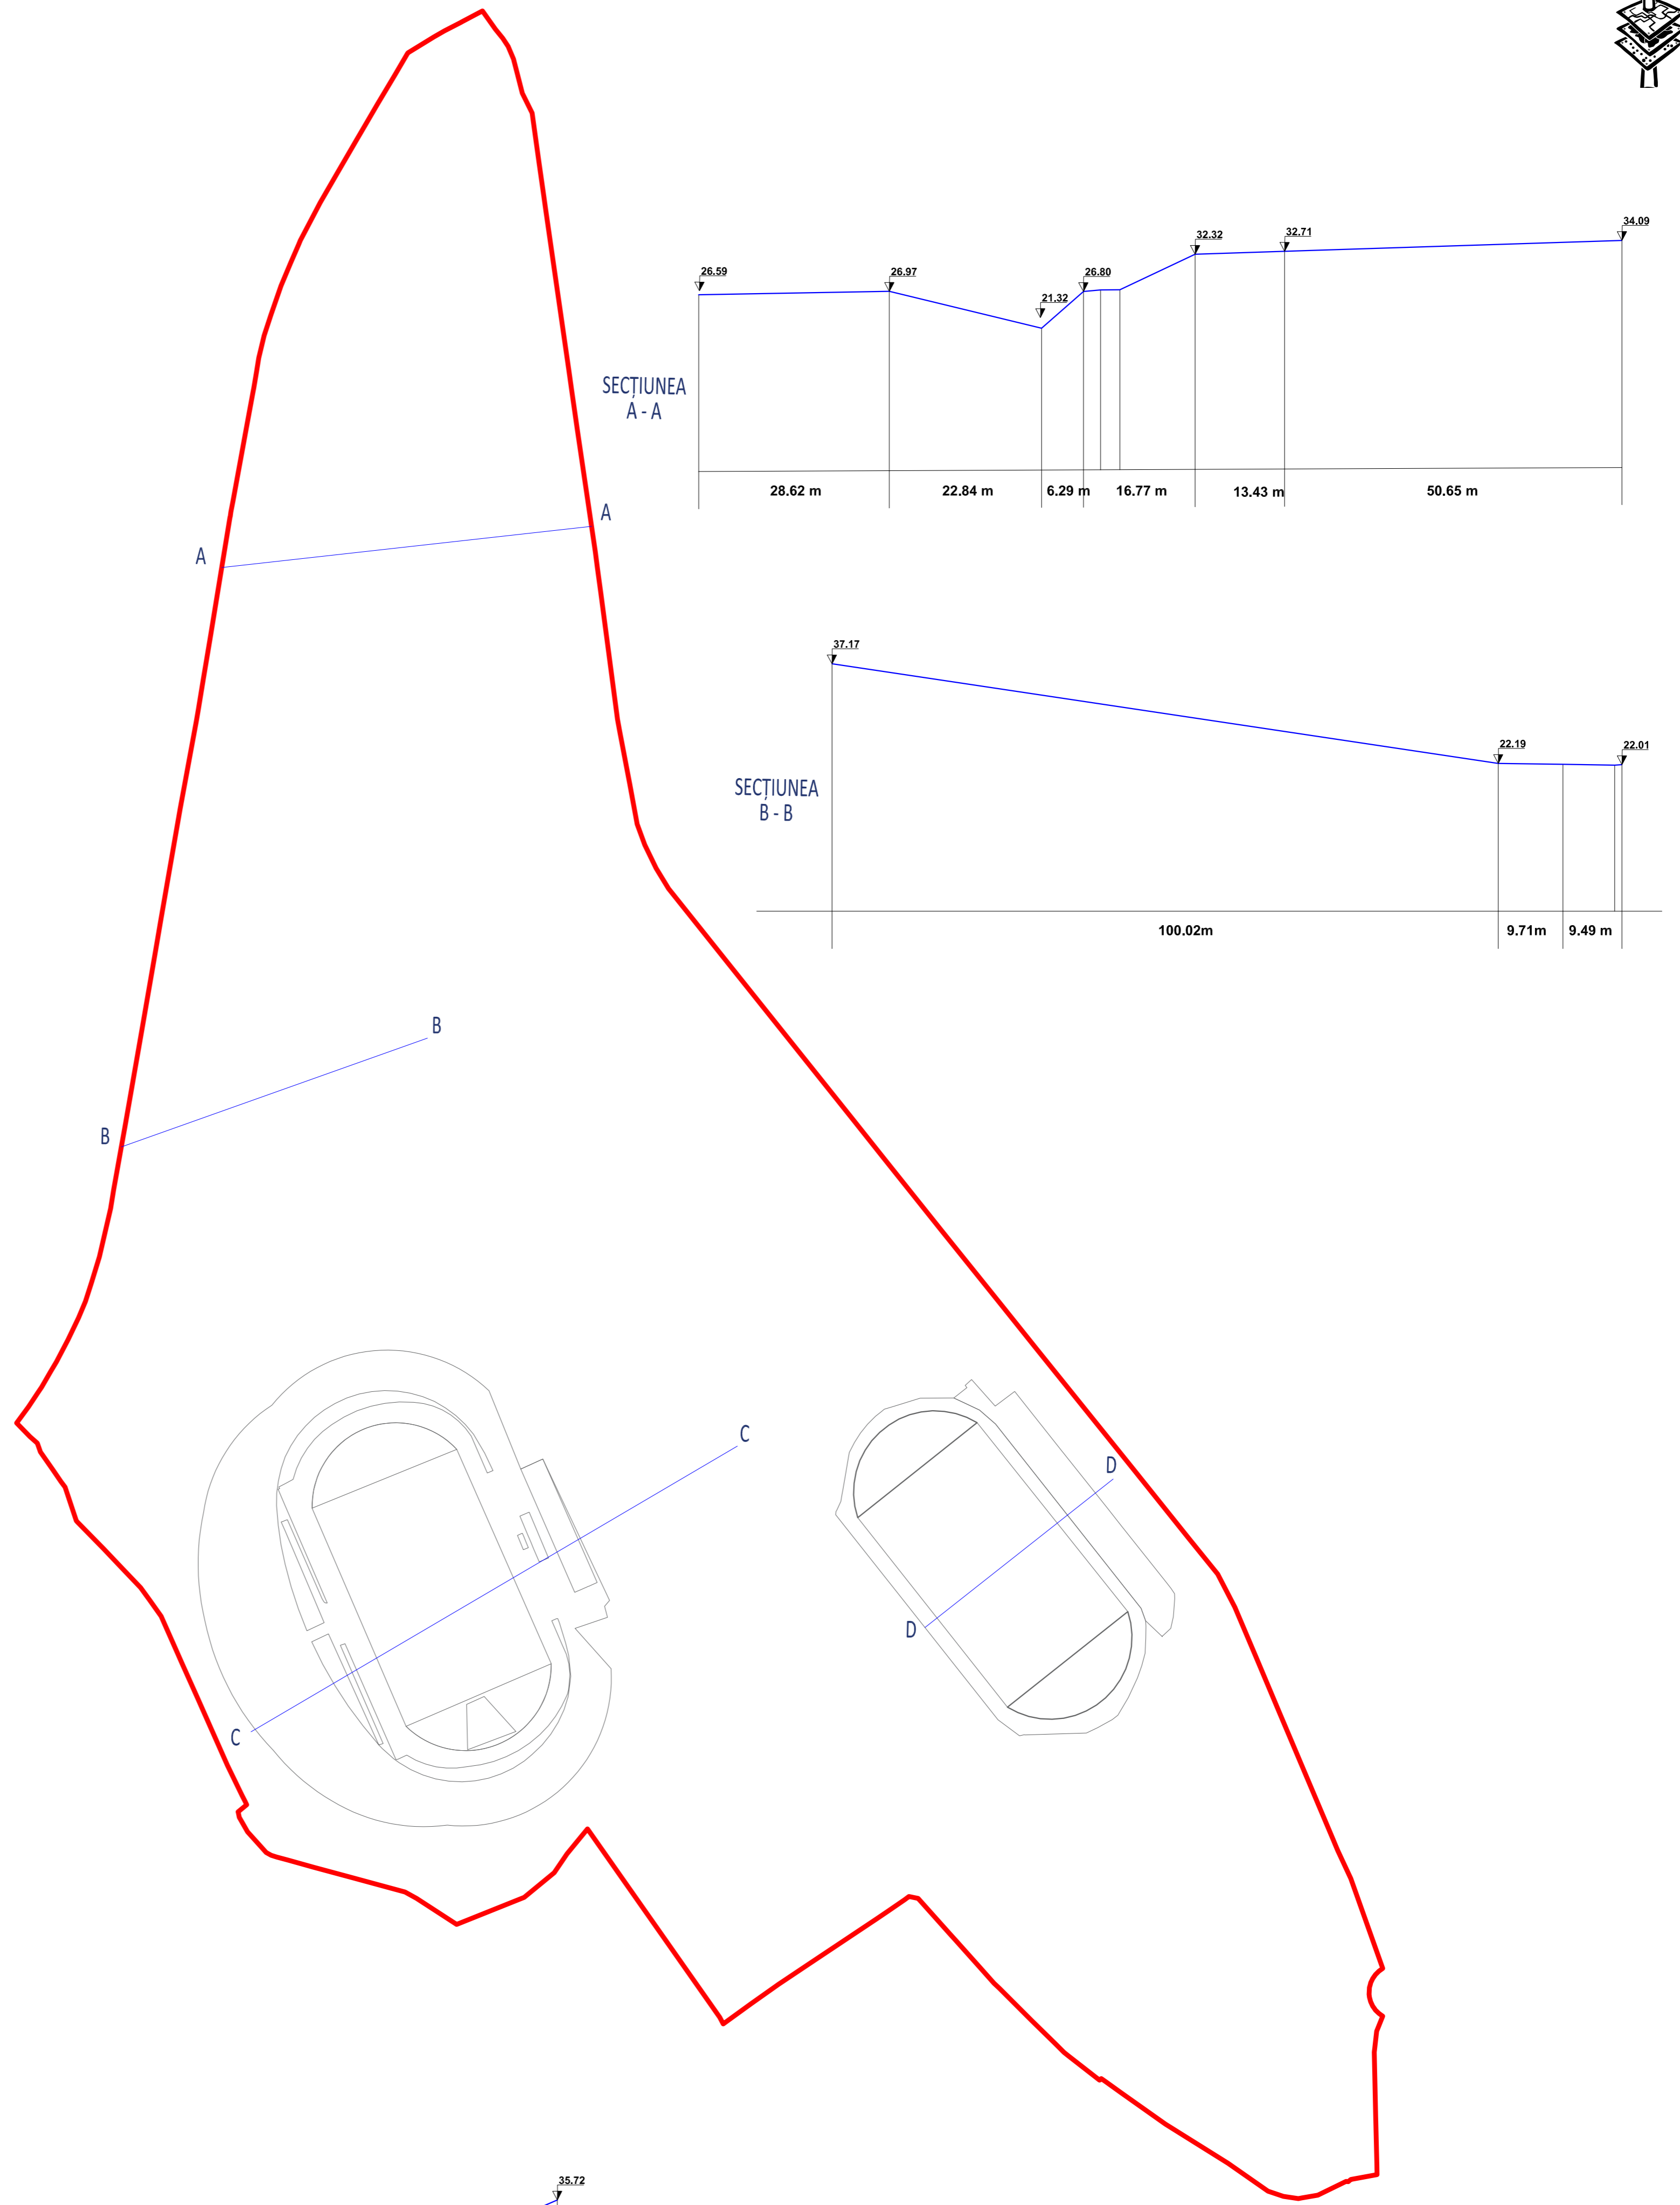 34.09
32.32
32.71
26.59
26.97
26.80
21.32
SECȚIUNEA
A - A
28.62 m
22.84 m
6.29 m
16.77 m
13.43 m
50.65 m
A
A
37.17
22.19
22.01
SECȚIUNEA
B - B
100.02m
9.71m
9.49 m
B
B
C
D
D
C
35.72